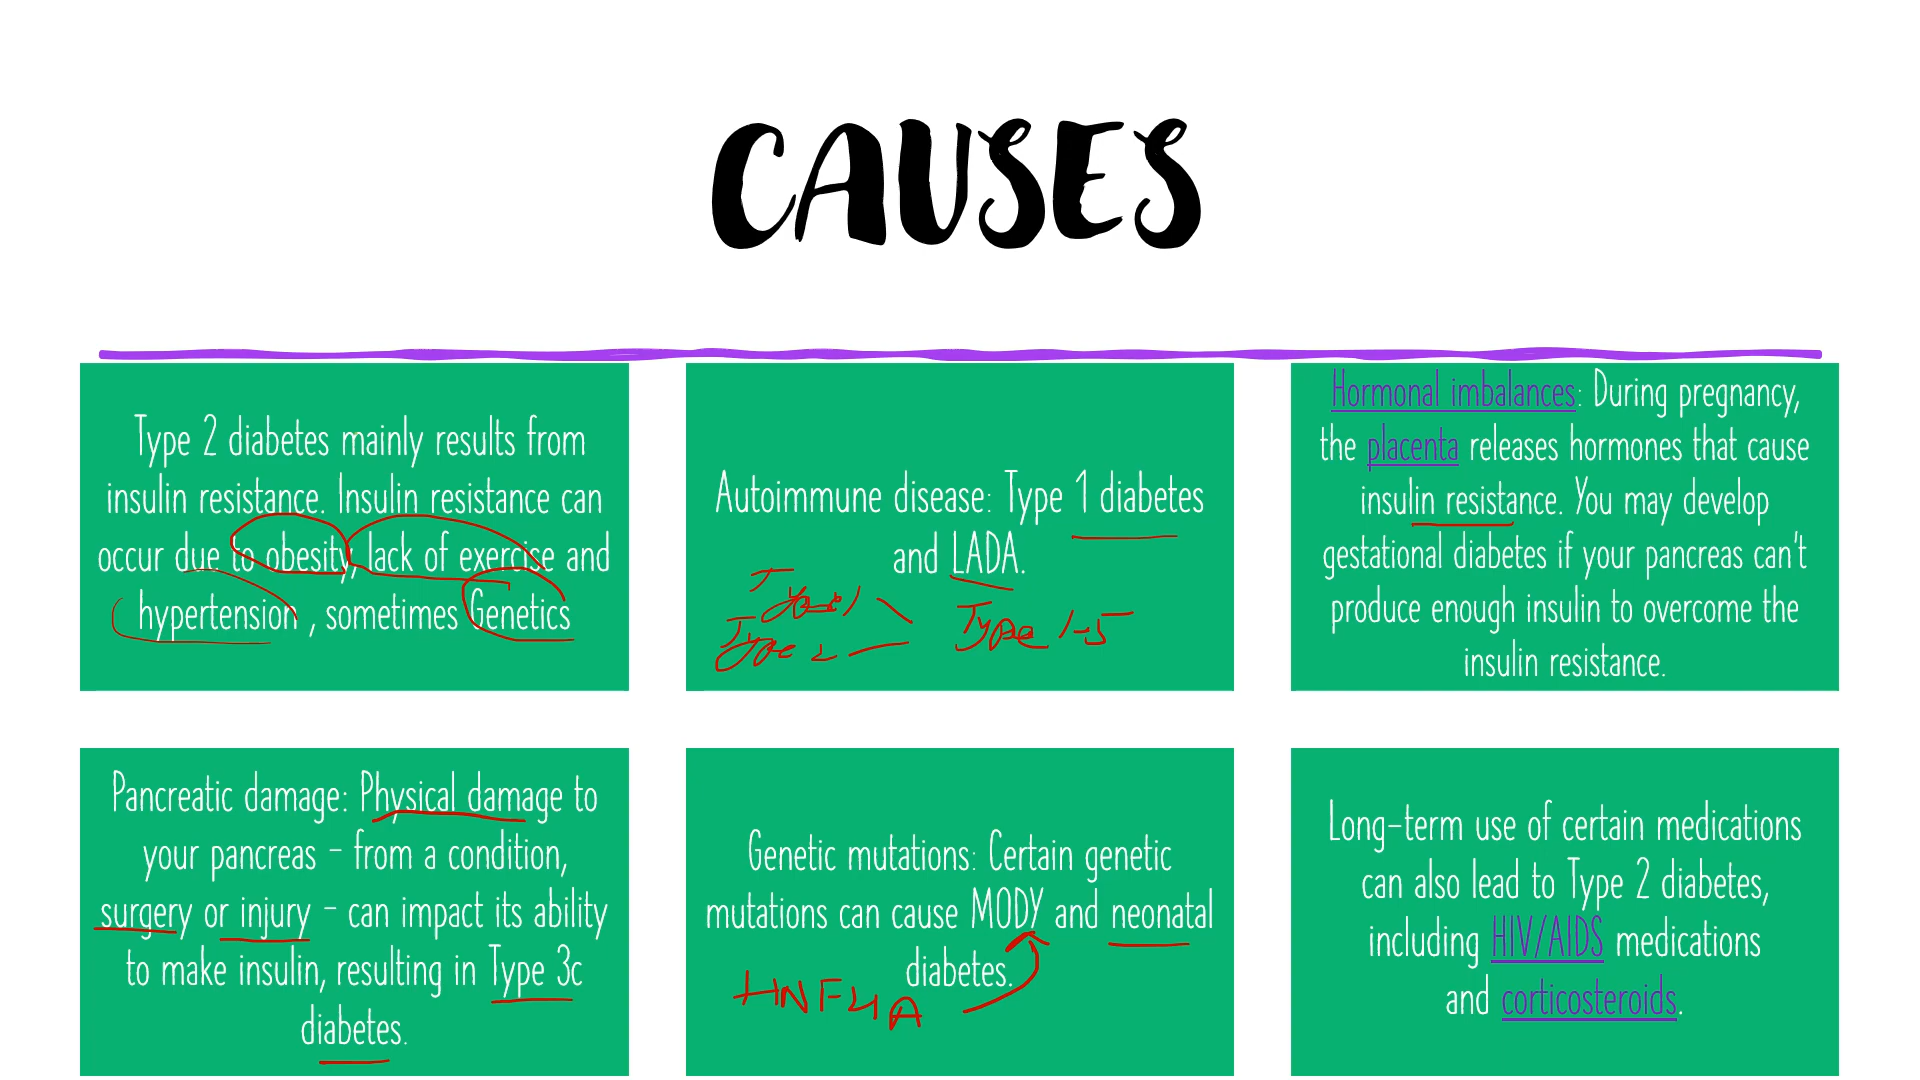 CAUSES
Type 2 diabetes mainly results from
insulin resistance. Insulin resistance can
occur due to obesity, lack of exercise and
hypertension , sometimes Genetics
Autoimmune disease: Type 1 diabetes
and LADA.
Type 1
Type 2
Type 1-5
Hormonal imbalances: During pregnancy,
the placenta releases hormones that cause
insulin resistance. You may develop
gestational diabetes if your pancreas can't
produce enough insulin to overcome the
insulin resistance.
Pancreatic damage: Physical damage to
your pancreas - from a condition,
surgery or injury - can impact its ability
to make insulin, resulting in Type 3c
diabetes.
Genetic mutations: Certain genetic
mutations can cause MODY and neonatal
diabetes.
HNF4A
Long-term use of certain medications
can also lead to Type 2 diabetes,
including HIV/AIDS medications
and corticosteroids.